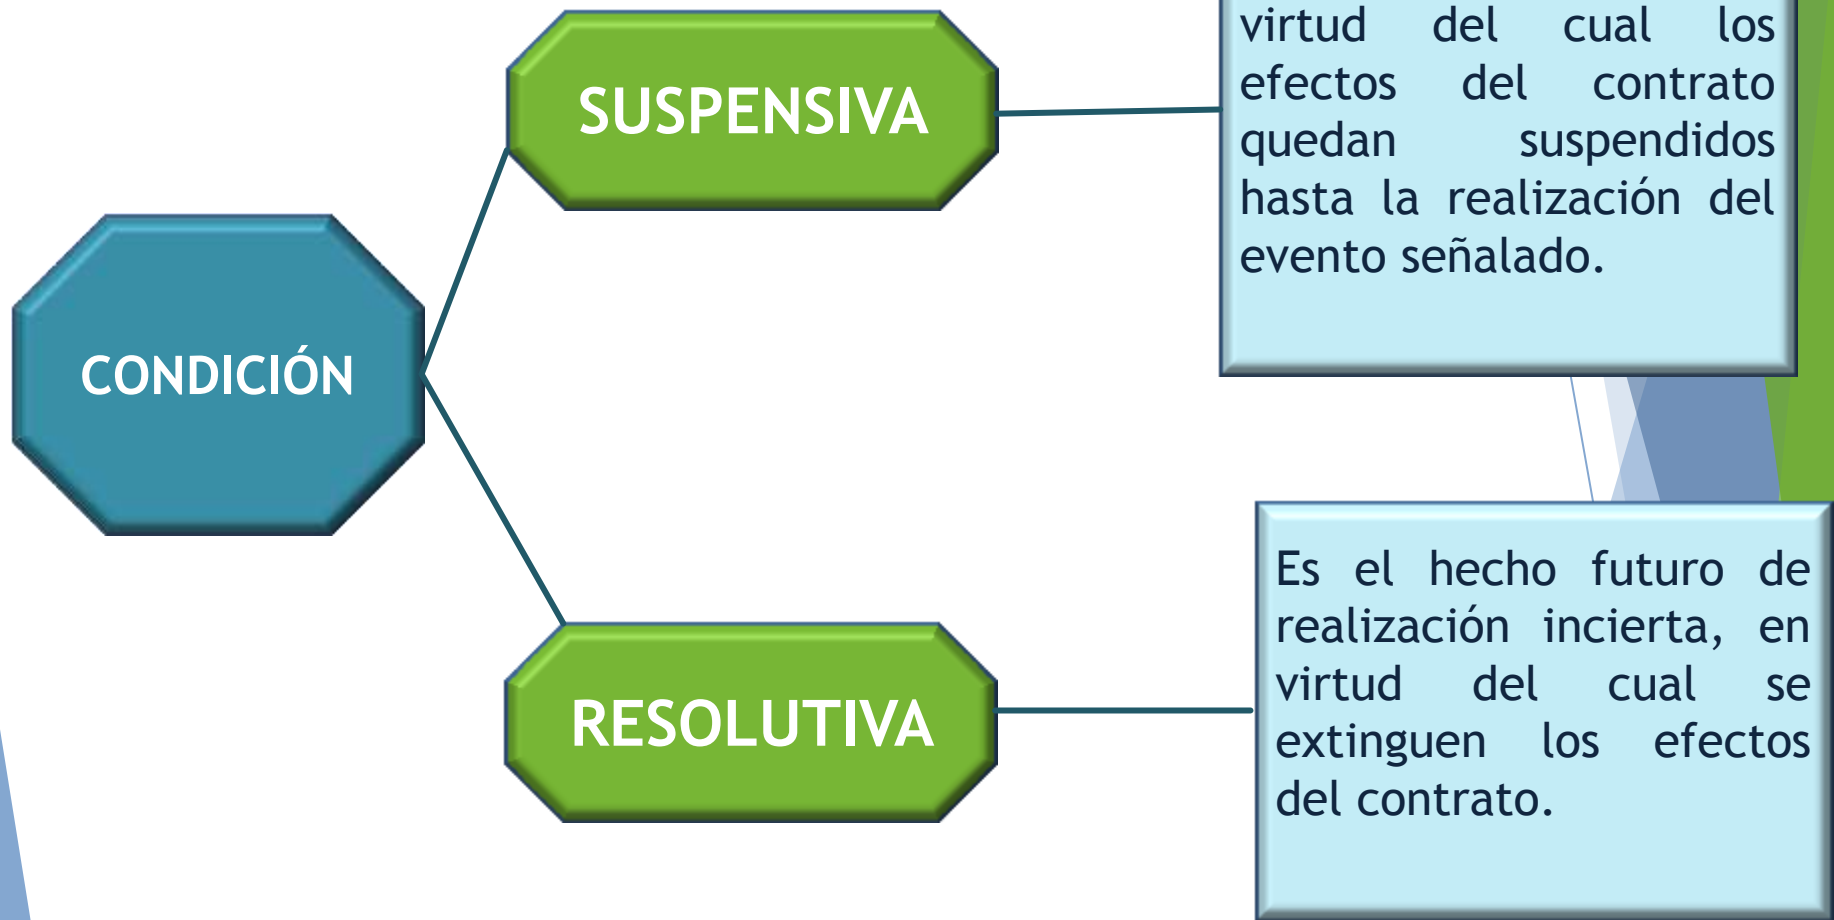 SUSPENSIVA
virtud del cual los
efectos del contrato
quedan suspendidos
hasta la realización del
evento señalado.
CONDICIÓN
RESOLUTIVA
Es el hecho futuro de
realización incierta, en
virtud del cual se
extinguen los efectos
del contrato.